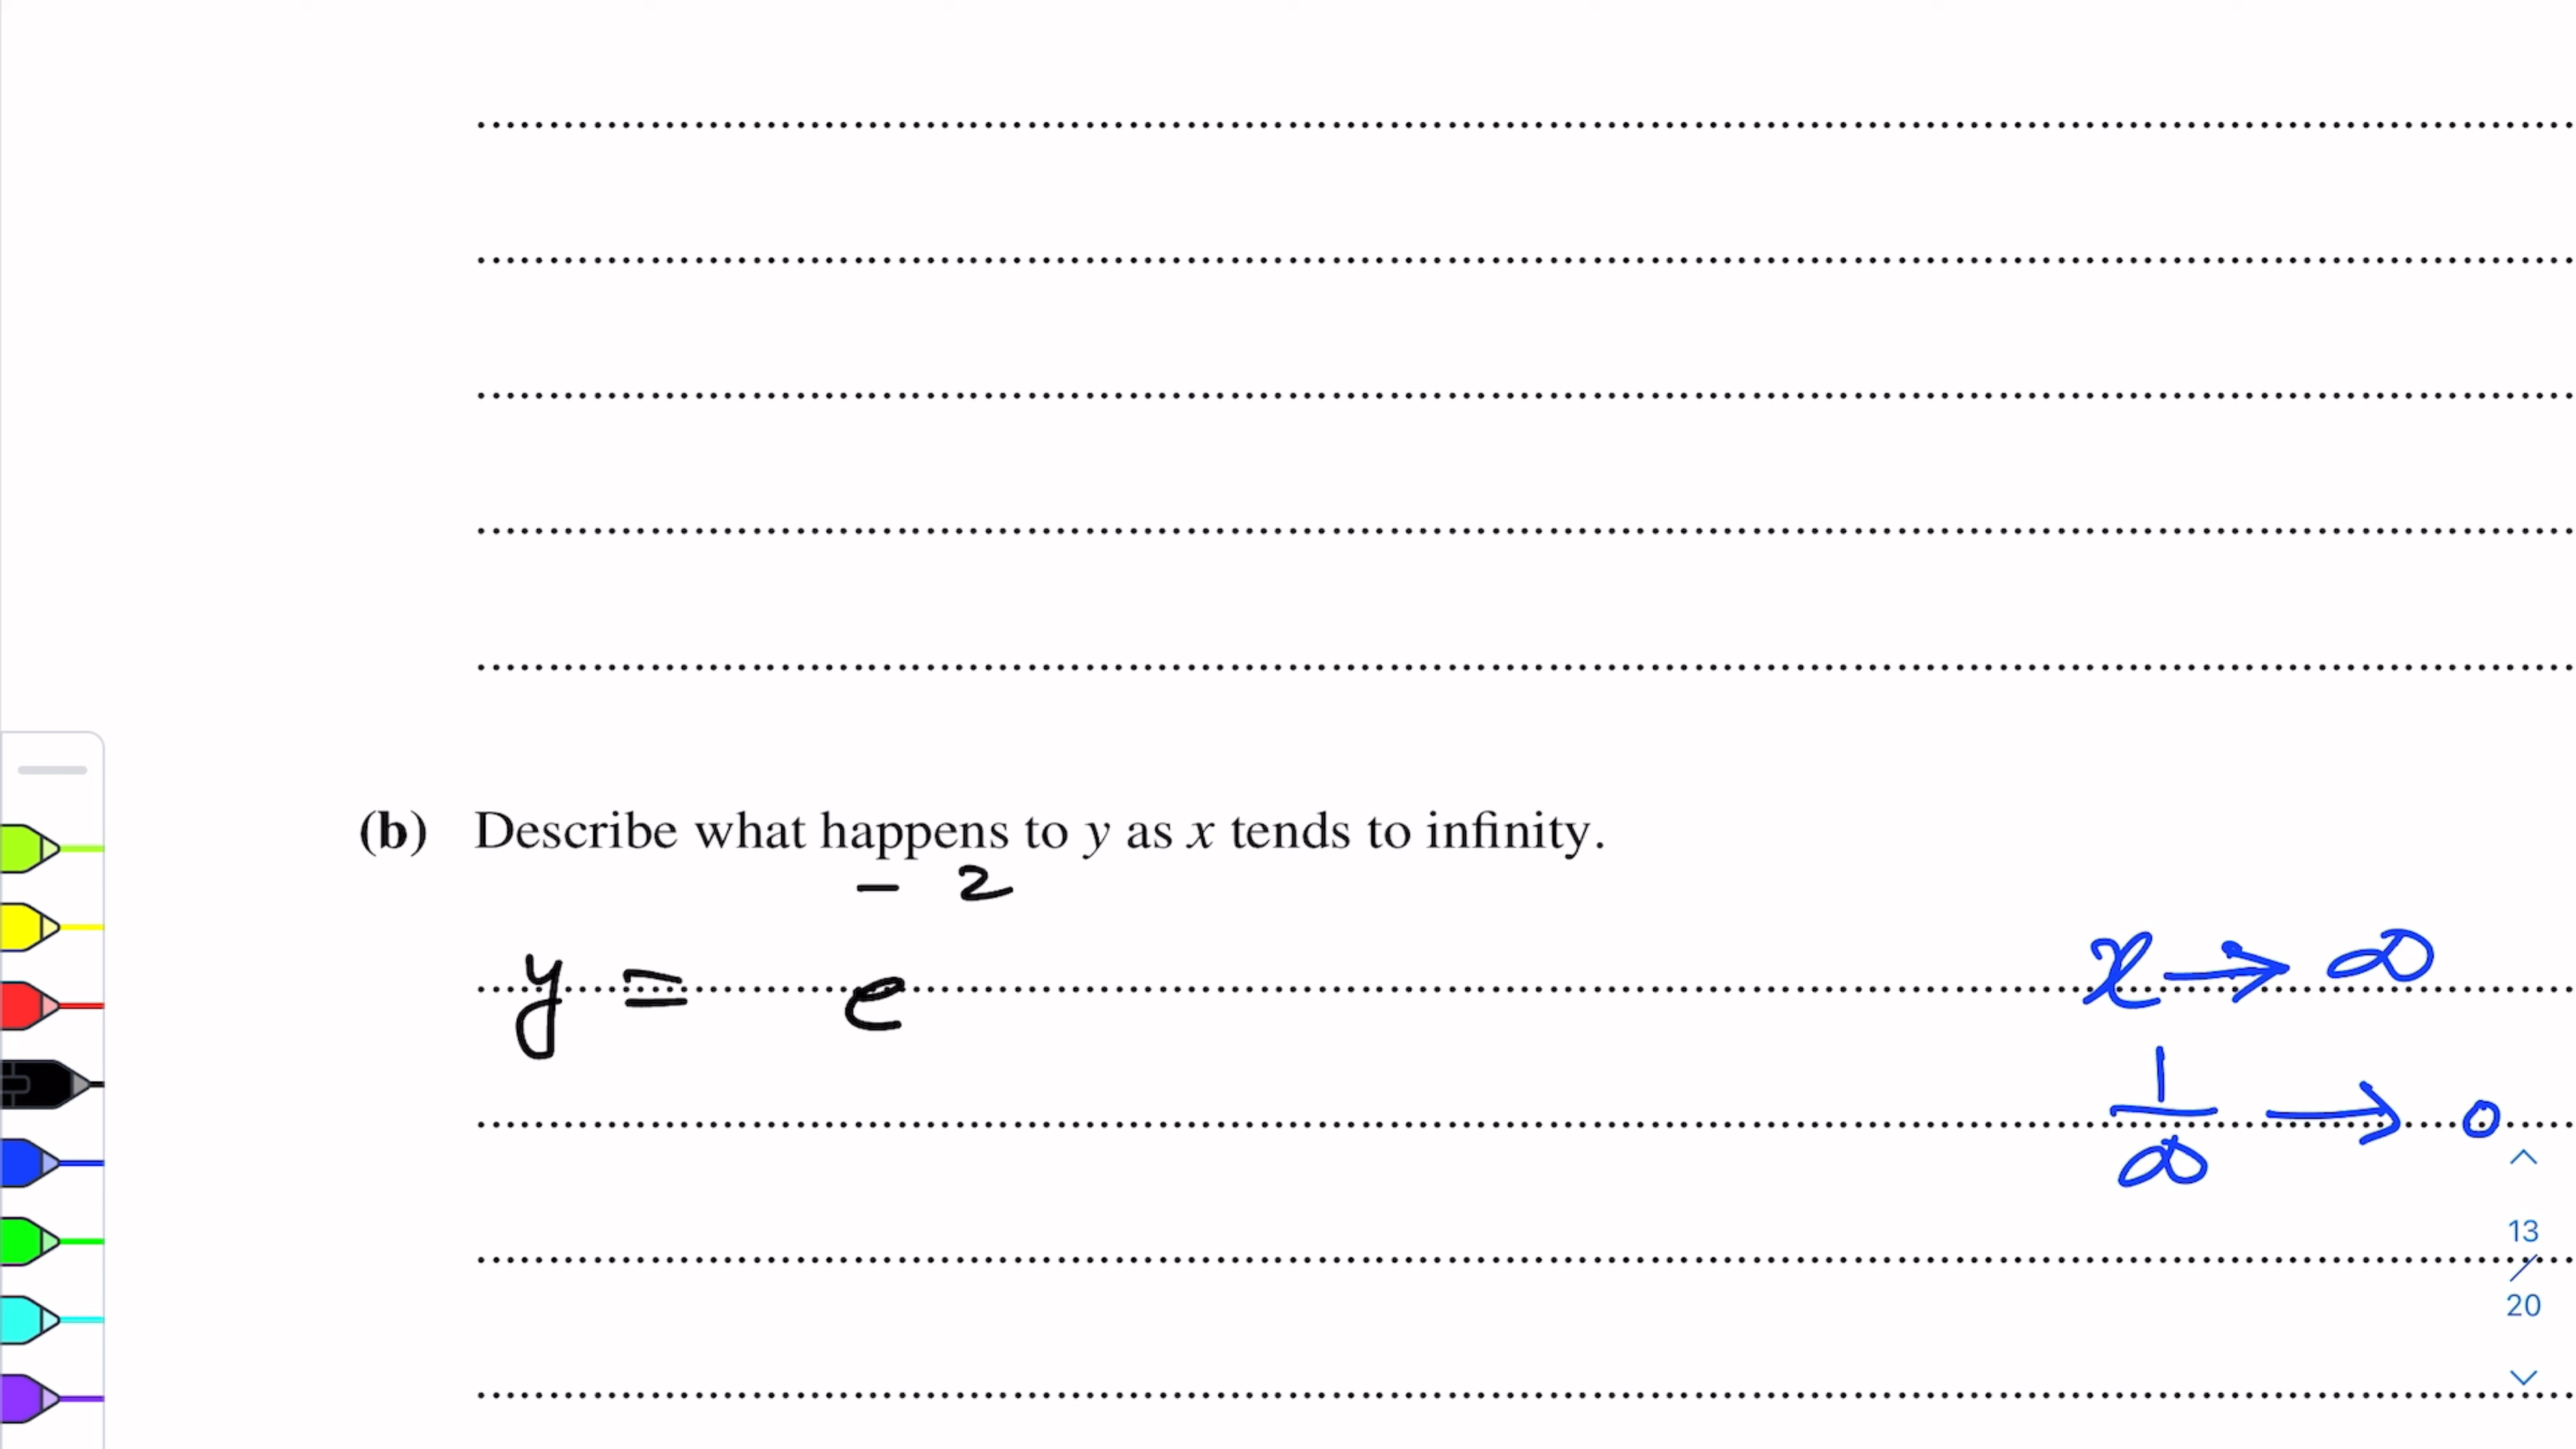 (b) Describe what happens to y as x tends to infinity.
- 2
y = e
x → ∞
1
∞ → 0
13
/
20